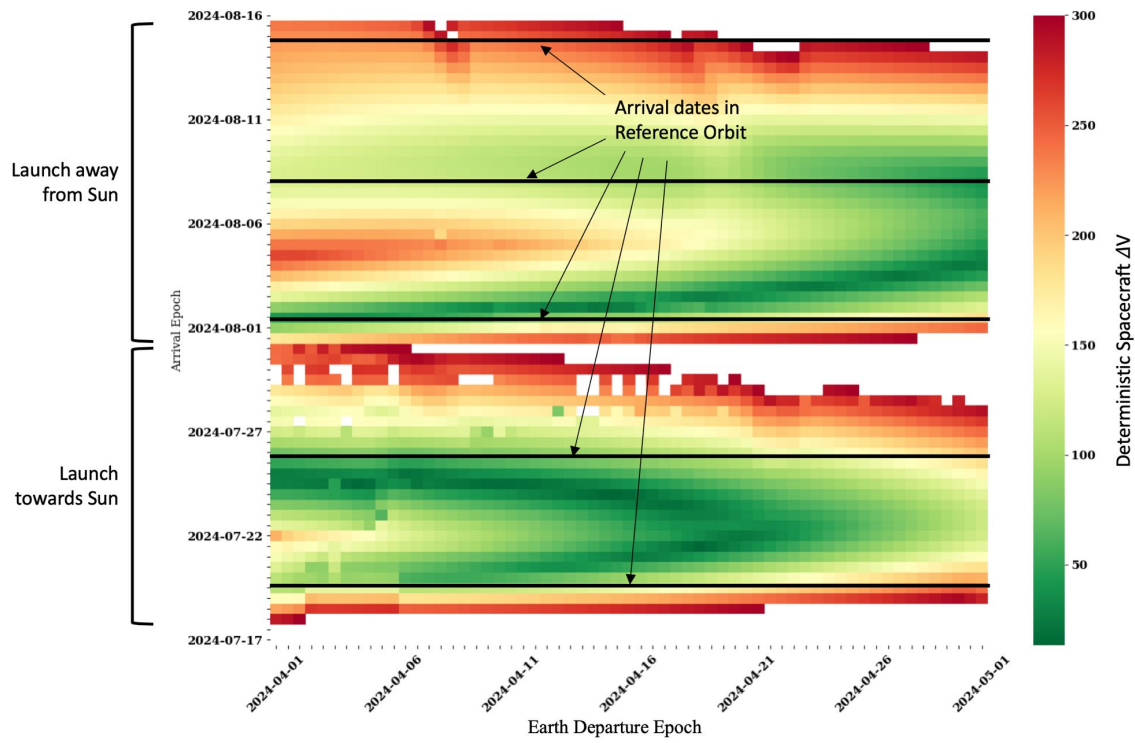 2024-08-16
2024-08-11
2024-08-06
2024-08-01
2024-07-27
2024-07-22
2024-07-17
Arrival Epoch
Launch away
from Sun
Launch
towards Sun
Arrival dates in
Reference Orbit
2024-04-01
2024-04-06
2024-04-11
2024-04-16
2024-04-21
2024-04-26
2024-05-01
Earth Departure Epoch
300
250
200
150
100
50
Deterministic Spacecraft ΔV